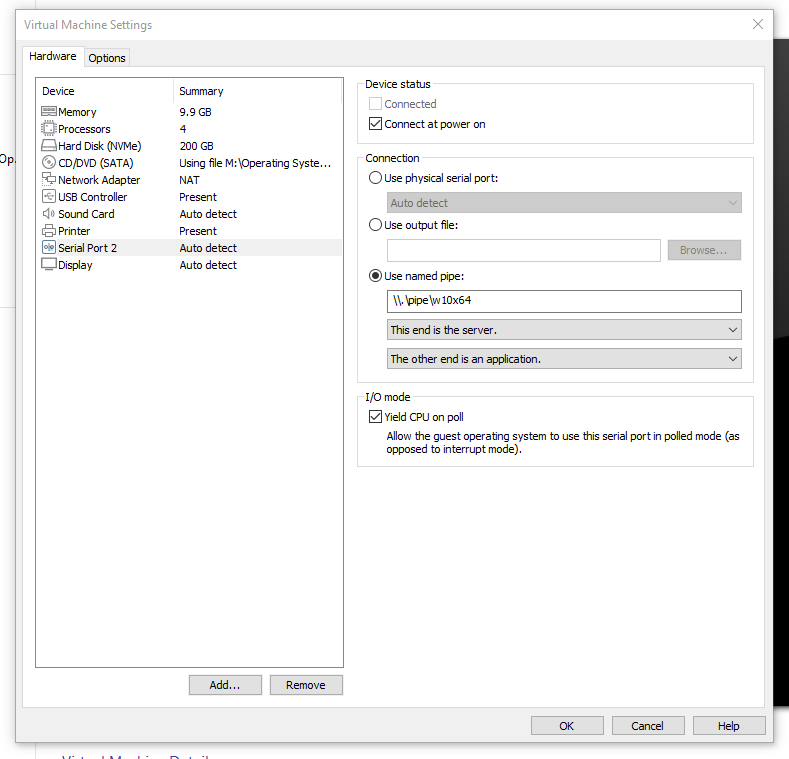 Virtual Machine Settings
Hardware
Options
Device Summary
Memory 9.9 GB
Processors 4
Hard Disk (NVMe) 200 GB
CD/DVD (SATA) Using file M:\Operating Syste...
Network Adapter NAT
USB Controller Present
Sound Card Auto detect
Printer Present
Serial Port 2 Auto detect
Display Auto detect
Add...
Remove
Device status
Connected
Connect at power on
Connection
Use physical serial port:
Auto detect
Use output file:
Browse...
Use named pipe:
\\.\pipe\w10x64
This end is the server.
The other end is an application.
I/O mode
Yield CPU on poll
Allow the guest operating system to use this serial port in polled mode (as
opposed to interrupt mode).
OK
Cancel
Help
Op.